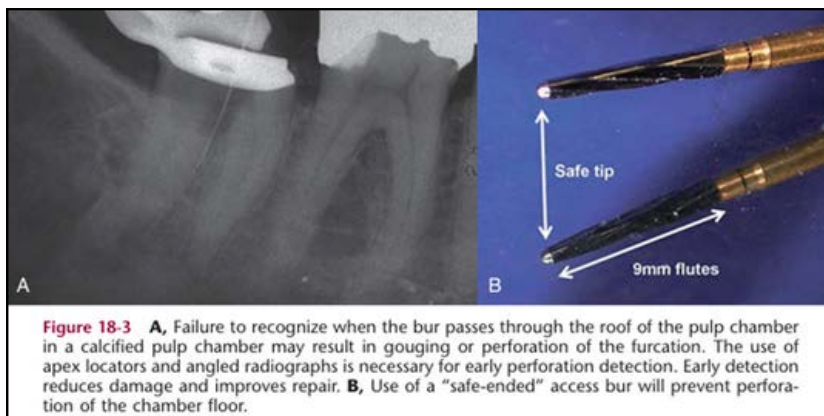 Safe tip
9mm flutes
A
B
Figure 18-3 A, Failure to recognize when the bur passes through the roof of the pulp chamber
in a calcified pulp chamber may result in gouging or perforation of the furcation. The use of
apex locators and angled radiographs is necessary for early perforation detection. Early detection
reduces damage and improves repair. B, Use of a “safe-ended” access bur will prevent perfora-
tion of the chamber floor.